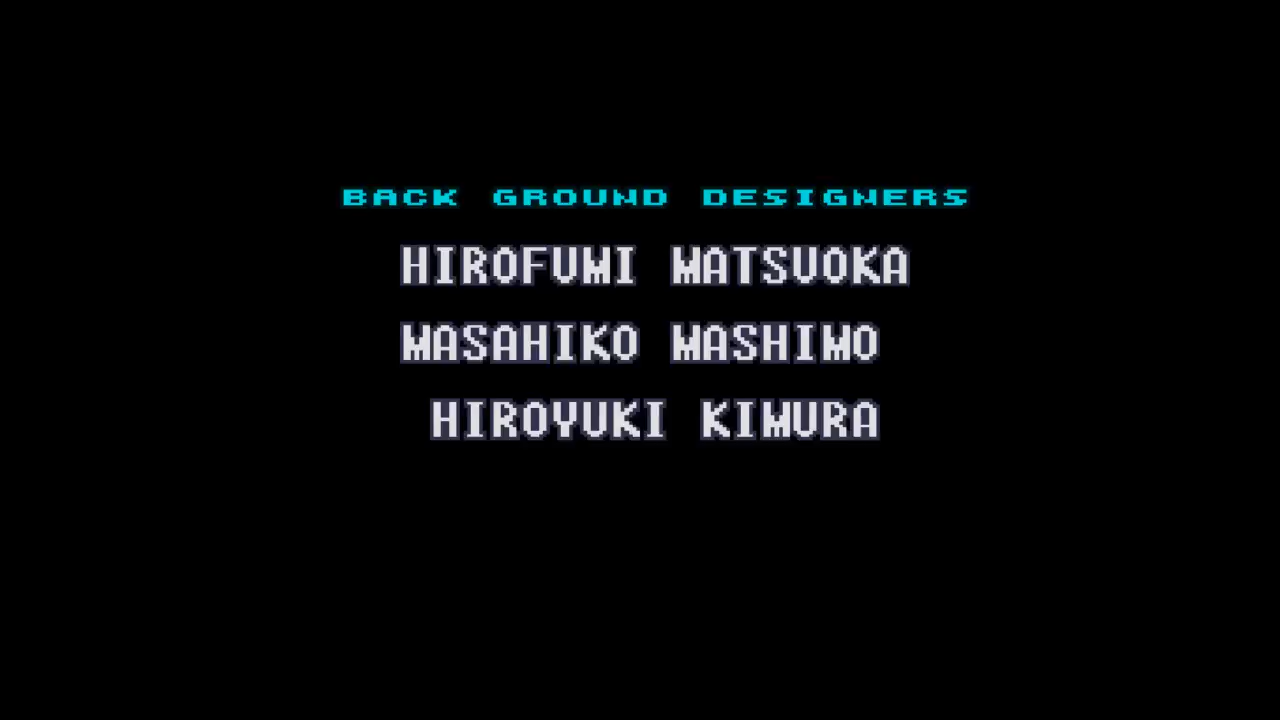 BACK GROUND DESIGNERS
HIROFUMI MATSUOKA
MASAHIKO MASHIMO
HIROYUKI KIMURA